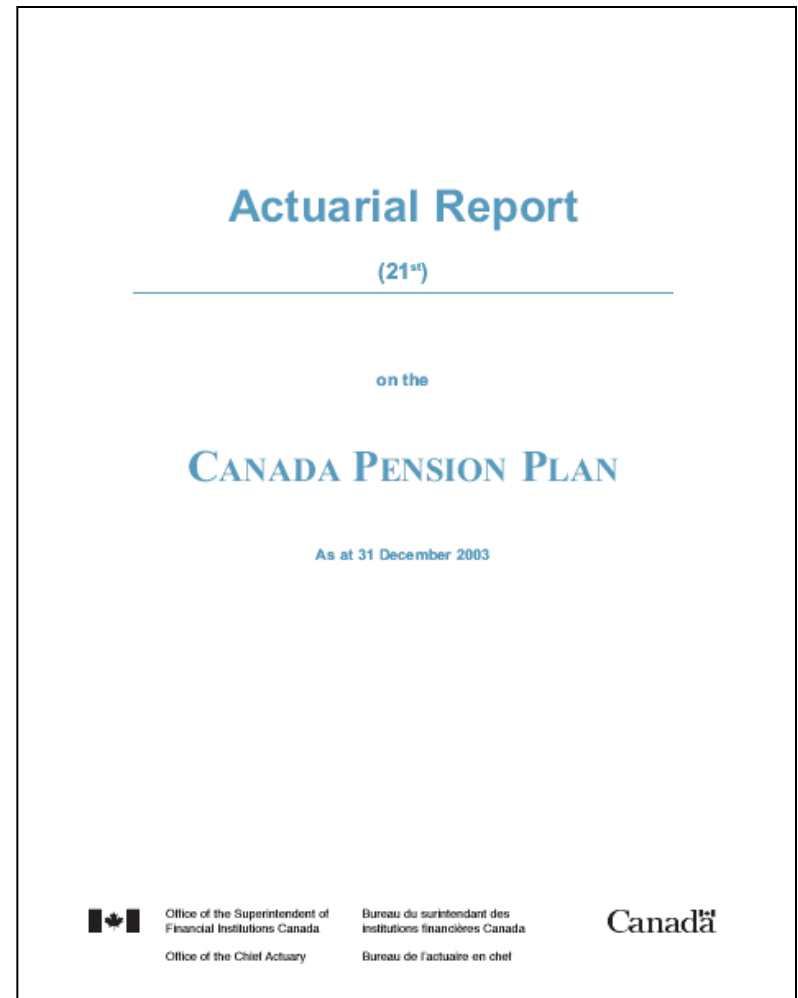 Actuarial Report
(21st)
on the
CANADA PENSION PLAN
As at 31 December 2003
Office of the Superintendent of
Financial Institutions Canada
Office of the Chief Actuary
Bureau du surintendant des
institutions financières Canada
Bureau de l'actuaire en chef
Canada